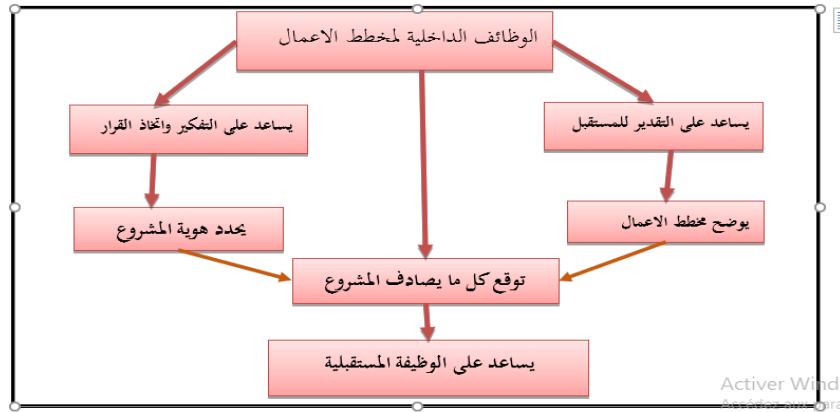 الوظائف الداخلية لمخطط الاعمال
يساعد على التقدير للمستقبل
يساعد على التفكير واتخاذ القرار
يوضح مخطط الاعمال
يحدد هوية المشروع
توقع كل ما يصادف المشروع
يساعد على الوظيفة المستقبلية
Activer Wind